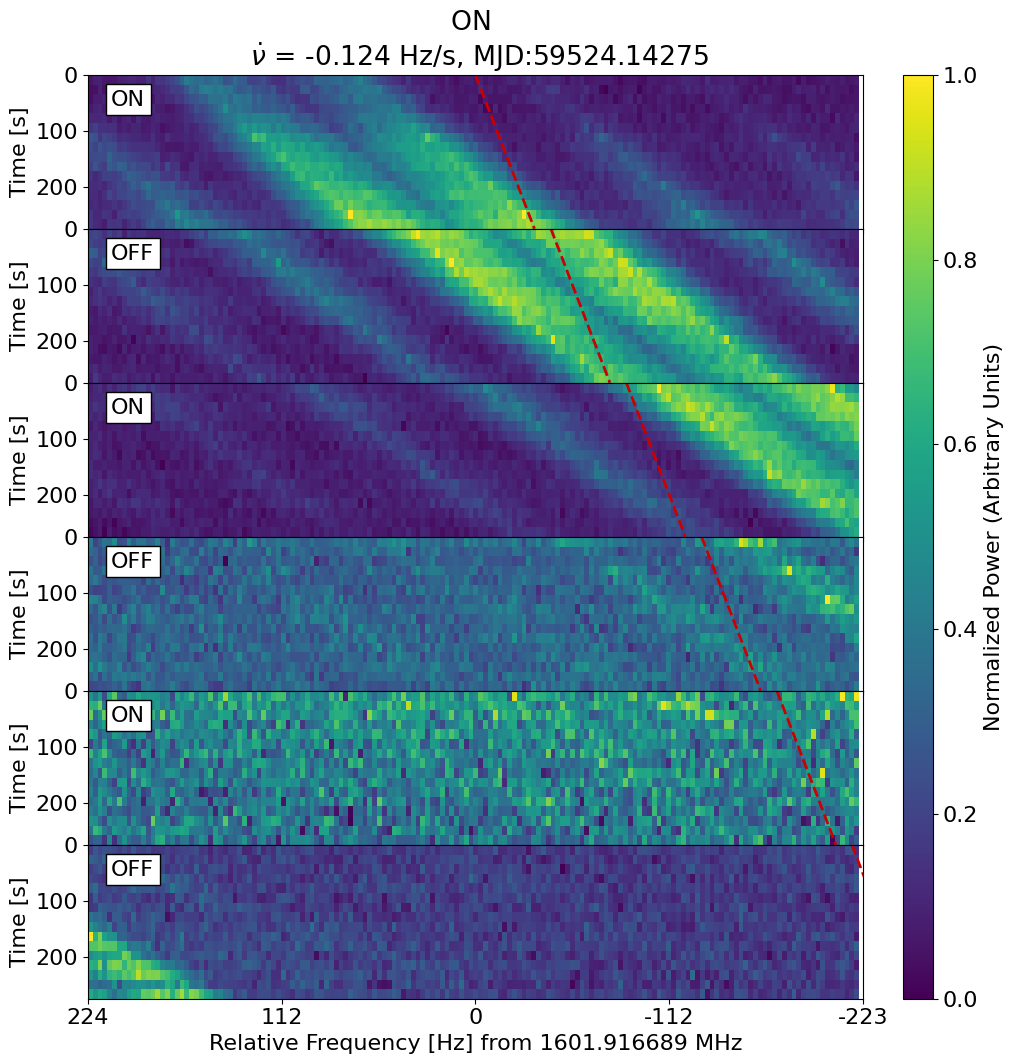 ON
ν̇ = -0.124 Hz/s, MJD:59524.14275
0
ON
100
Time [s]
200
0
OFF
100
Time [s]
200
0
ON
100
Time [s]
200
0
OFF
100
Time [s]
200
0
ON
100
Time [s]
200
0
OFF
100
Time [s]
200
224 112 0 -112 -223
Relative Frequency [Hz] from 1601.916689 MHz
1.0
0.8
0.6
0.4
0.2
0.0
Normalized Power (Arbitrary Units)